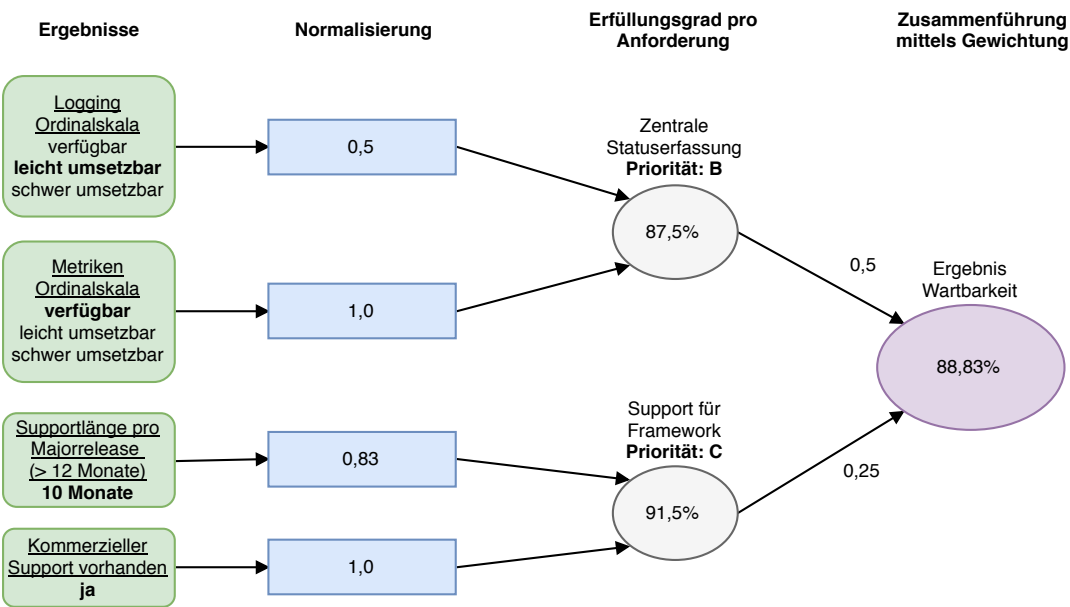 Ergebnisse
Normalisierung
Erfüllungsgrad pro
Anforderung
Zusammenführung
mittels Gewichtung
Logging
Ordinalskala
verfügbar
leicht umsetzbar
schwer umsetzbar
0,5
Zentrale
Statuserfassung
Priorität: B
87,5%
Metriken
Ordinalskala
verfügbar
leicht umsetzbar
schwer umsetzbar
1,0
0,5
Ergebnis
Wartbarkeit
88,83%
Supportlänge pro
Majorrelease
(> 12 Monate)
10 Monate
0,83
Support für
Framework
Priorität: C
91,5%
0,25
Kommerzieller
Support vorhanden
ja
1,0